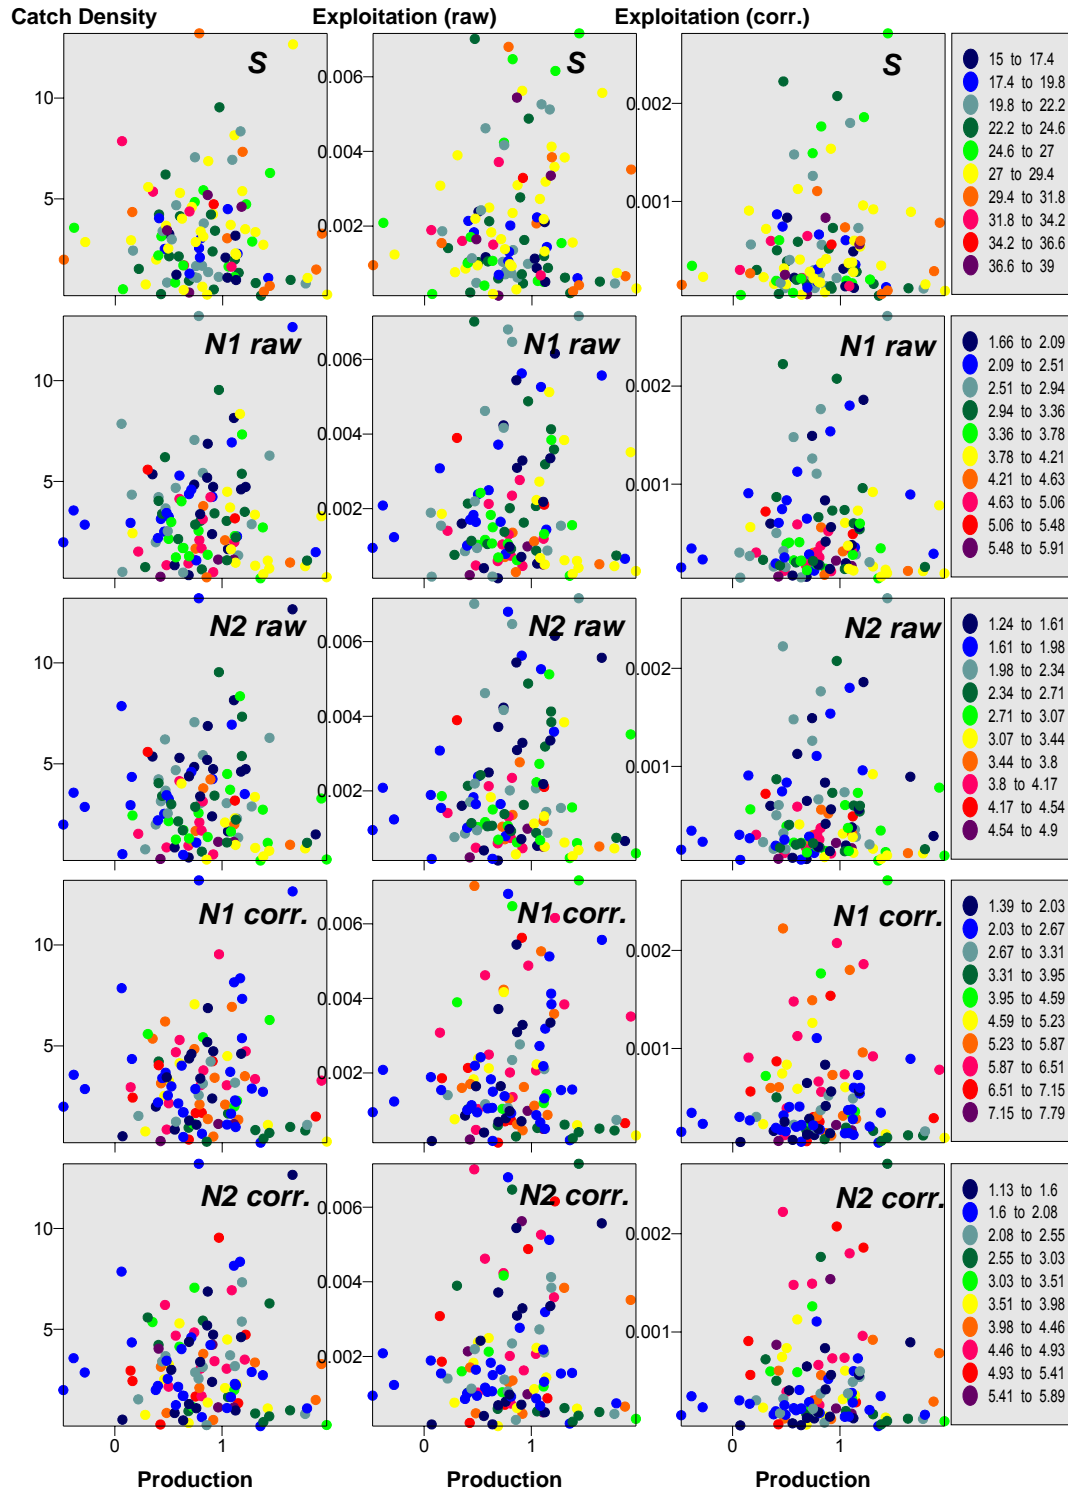 Catch Density Exploitation (raw) Exploitation (corr.)
S S S
10 5
0.006 0.004 0.002
0.002 0.001
15 to 17.4
17.4 to 19.8
19.8 to 22.2
22.2 to 24.6
24.6 to 27
27 to 29.4
29.4 to 31.8
31.8 to 34.2
34.2 to 36.6
36.6 to 39
N1 raw N1 raw N1 raw
10 5
0.006 0.004 0.002
0.002 0.001
1.66 to 2.09
2.09 to 2.51
2.51 to 2.94
2.94 to 3.36
3.36 to 3.78
3.78 to 4.21
4.21 to 4.63
4.63 to 5.06
5.06 to 5.48
5.48 to 5.91
N2 raw N2 raw N2 raw
10 5
0.006 0.004 0.002
0.002 0.001
1.24 to 1.61
1.61 to 1.98
1.98 to 2.34
2.34 to 2.71
2.71 to 3.07
3.07 to 3.44
3.44 to 3.8
3.8 to 4.17
4.17 to 4.54
4.54 to 4.9
N1 corr. N1 corr. N1 corr.
10 5
0.006 0.004 0.002
0.002 0.001
1.39 to 2.03
2.03 to 2.67
2.67 to 3.31
3.31 to 3.95
3.95 to 4.59
4.59 to 5.23
5.23 to 5.87
5.87 to 6.51
6.51 to 7.15
7.15 to 7.79
N2 corr. N2 corr. N2 corr.
10 5
0.006 0.004 0.002
0.002 0.001
1.13 to 1.6
1.6 to 2.08
2.08 to 2.55
2.55 to 3.03
3.03 to 3.51
3.51 to 3.98
3.98 to 4.46
4.46 to 4.93
4.93 to 5.41
5.41 to 5.89
0 1 0 1 0 1
Production Production Production